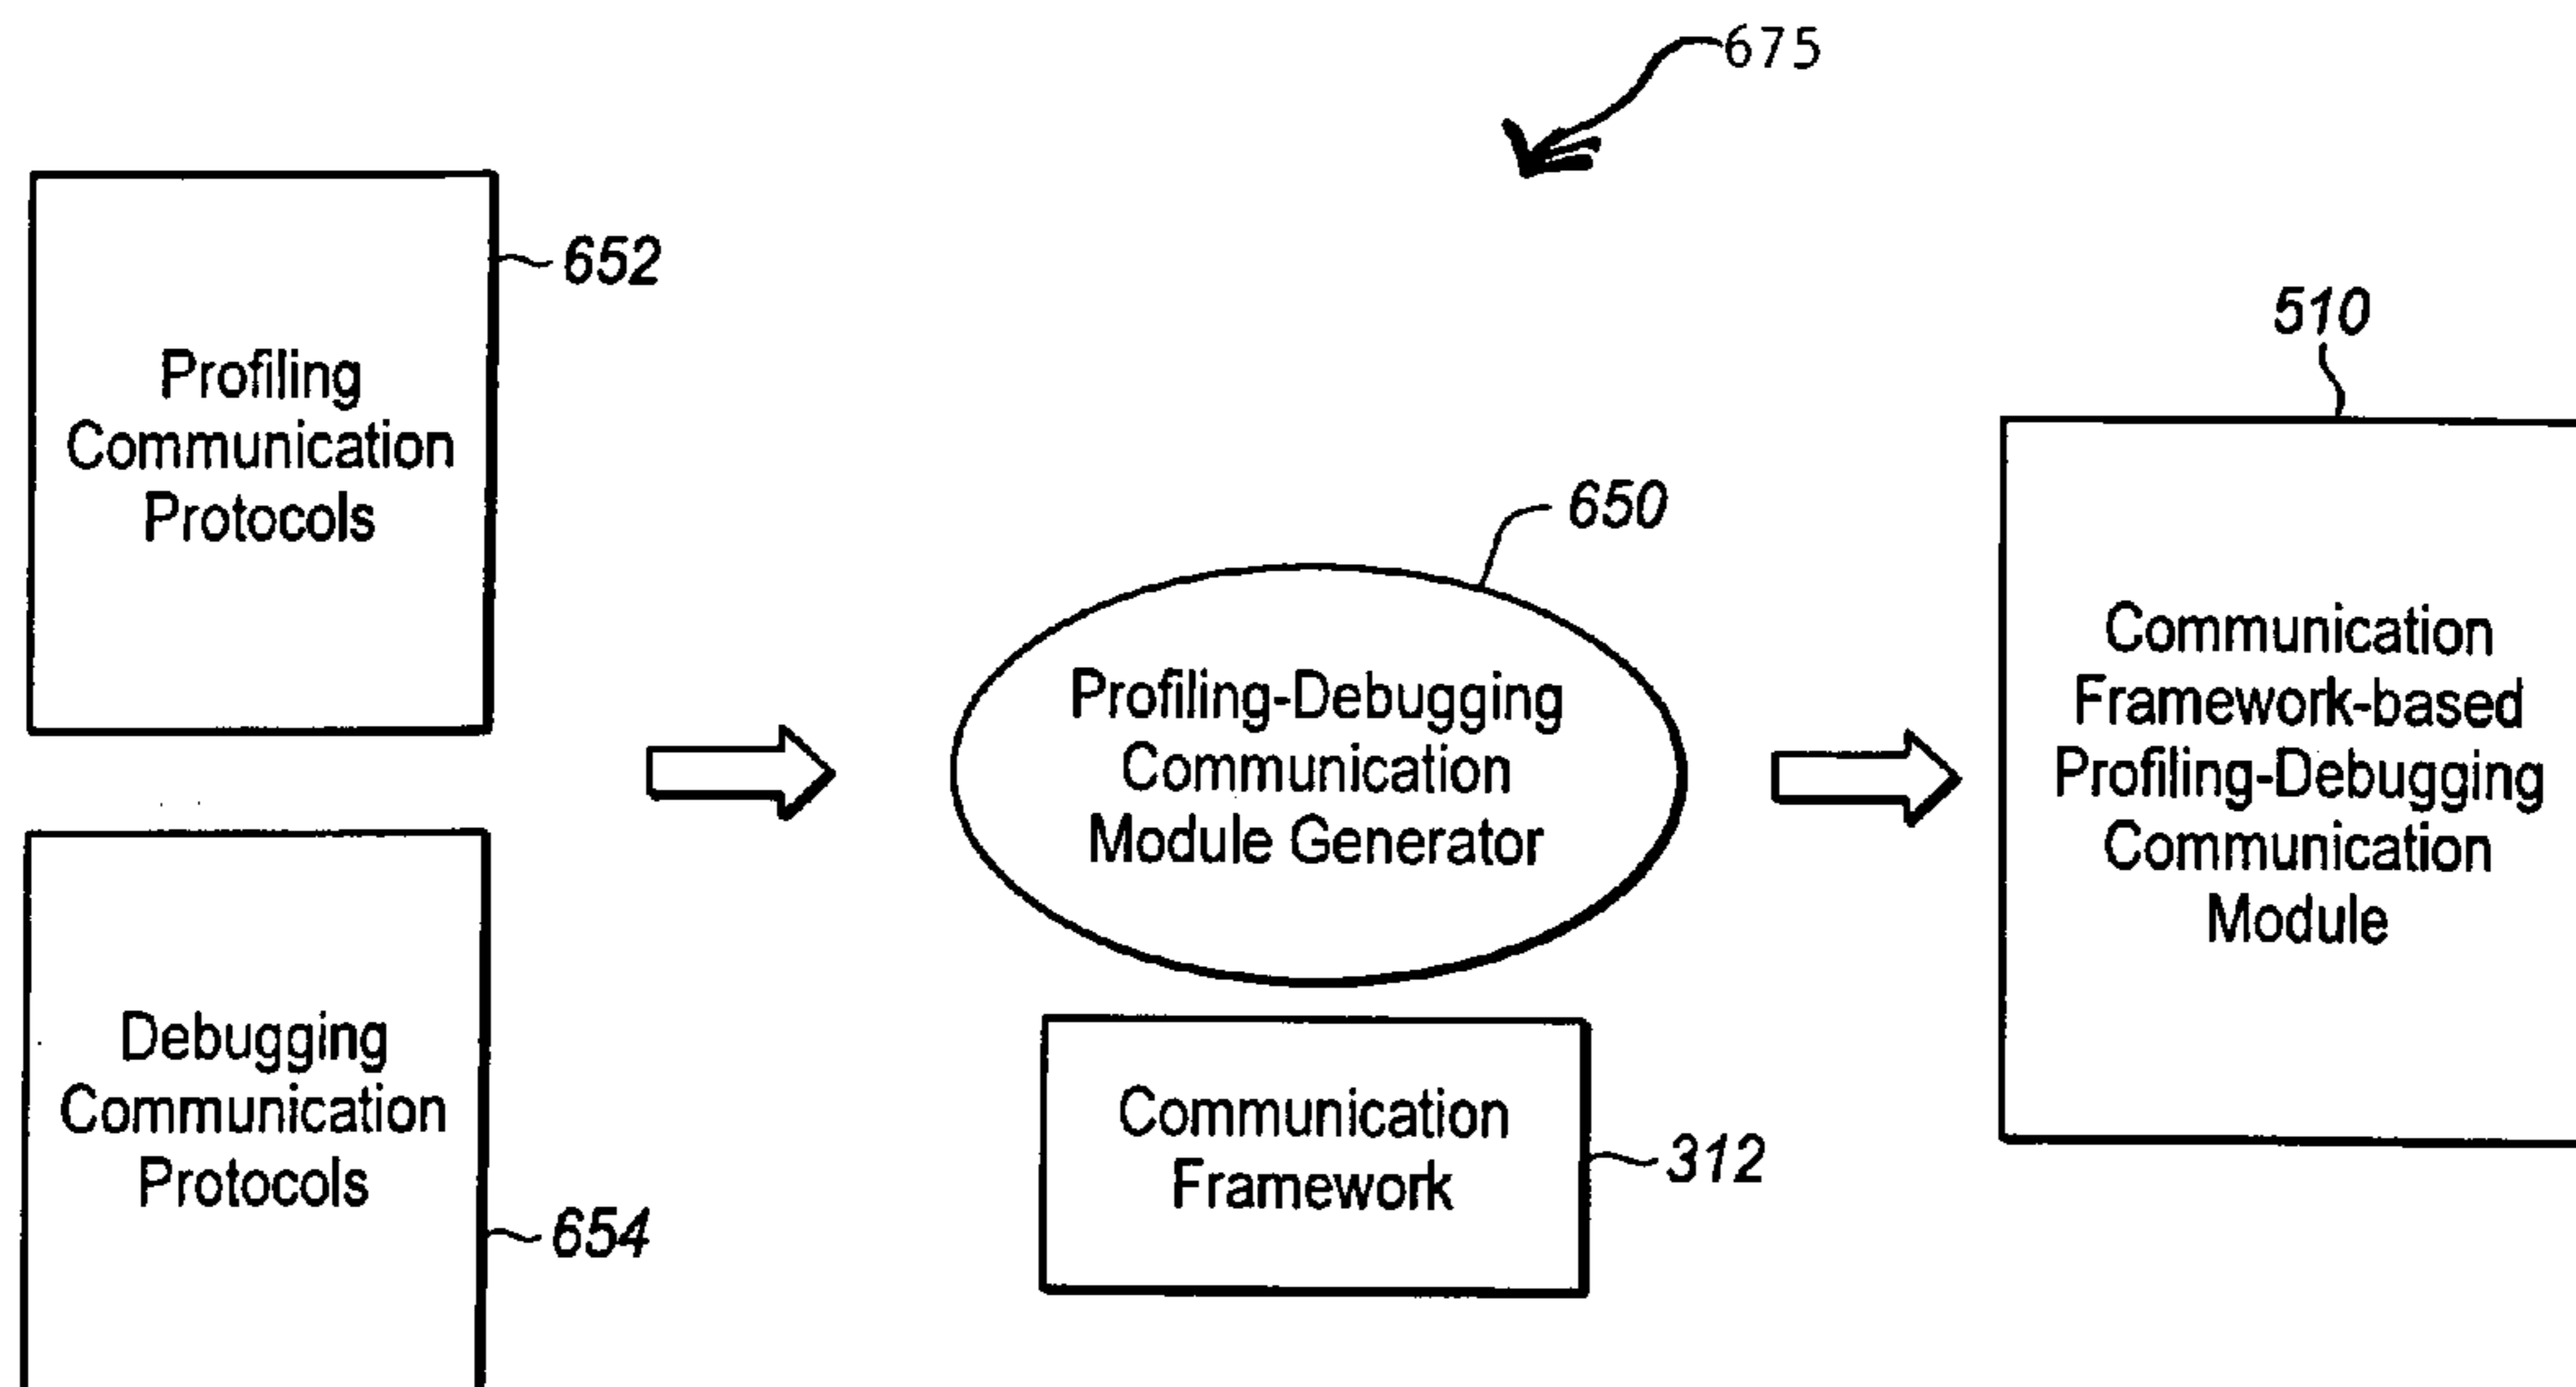 675
652
Profiling
Communication
Protocols
510
650
Profiling-Debugging
Communication
Module Generator
Communication
Framework-based
Profiling-Debugging
Communication
Module
Debugging
Communication
Protocols
654
Communication
Framework
312